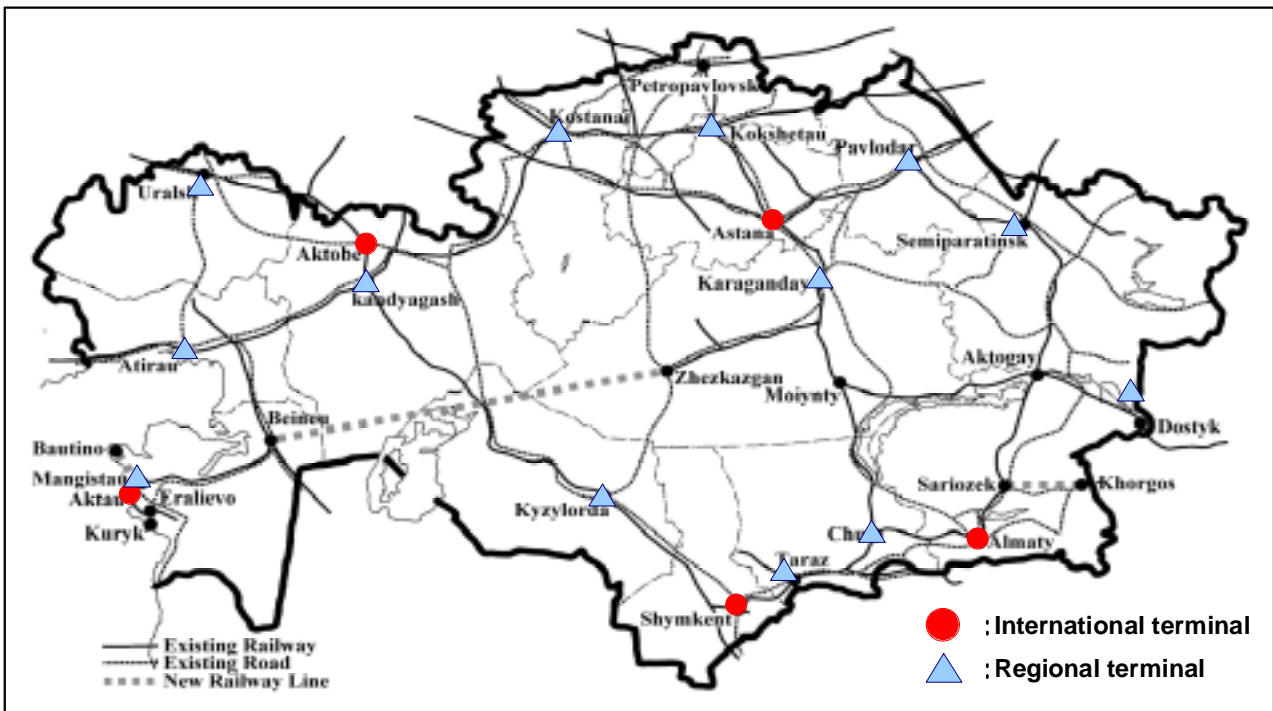 Petropavlovsk
Kostanai
Kokshetau
Pavlodar
Uralsk
Astana
Semiparatinsk
Aktobe
Karaganday
kandyagash
Atirau
Zhezkazgan
Aktogay
Moiynty
Beineu
Dostyk
Bautino
Mangistau
Aktau
Eralievo
Sariozek
Khorgos
Kyzylorda
Kuryk
Chu
Almaty
Taraz
Shymkent
: International terminal
Existing Railway
Existing Road
: Regional terminal
New Railway Line